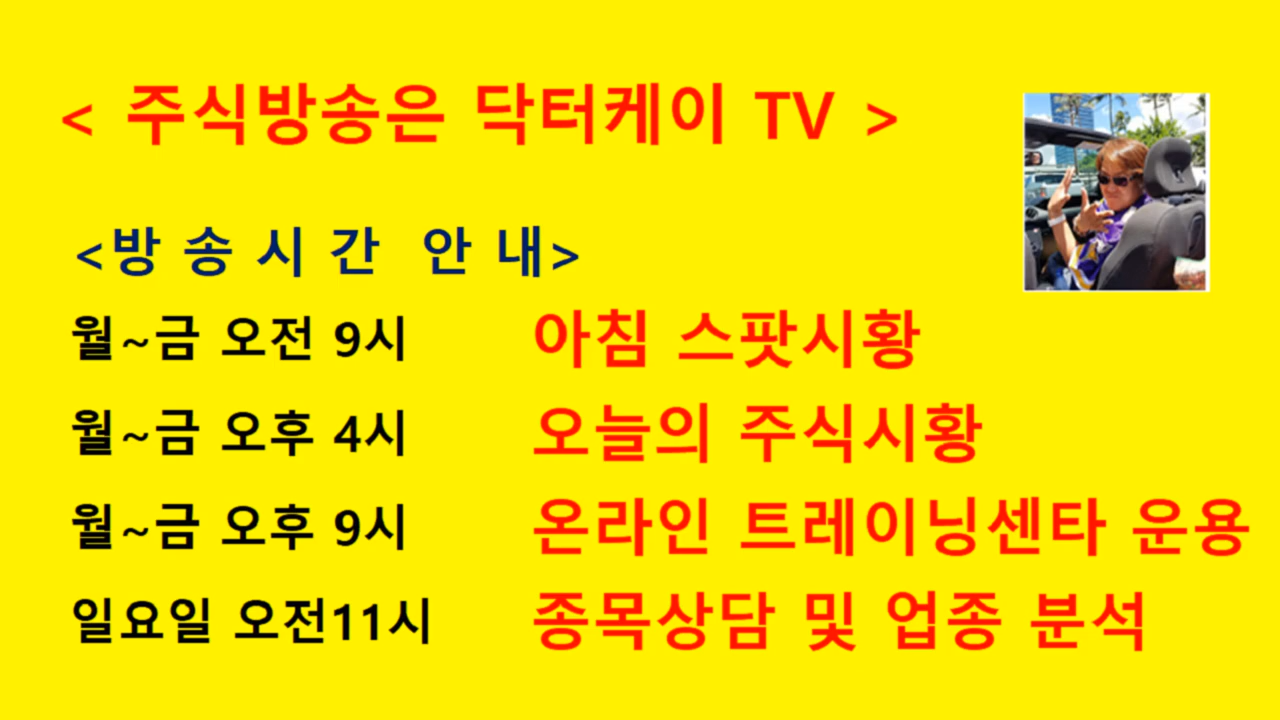 < 주식방송은 닥터케이 TV >
<방 송 시 간 안 내>
월~금 오전 9시 아침 스팟시황
월~금 오후 4시 오늘의 주식시황
월~금 오후 9시 온라인 트레이닝센타 운용
일요일 오전11시 종목상담 및 업종 분석